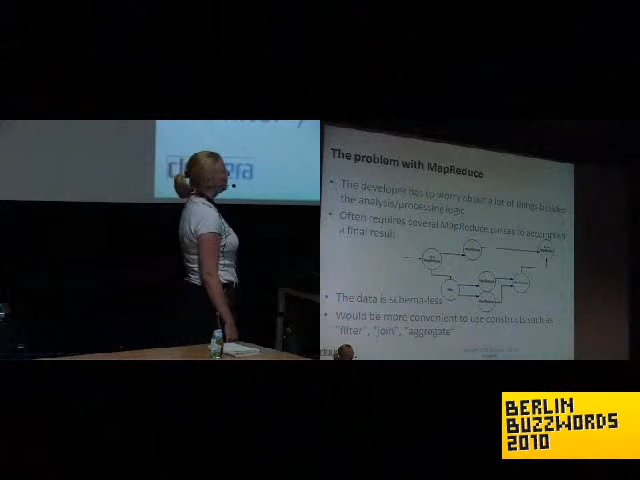 cloudera
The problem with MapReduce
• The developer has to worry about a lot of things besides
the analysis/processing logic
• Often requires several MapReduce passes to accomplish
a final result
• The data is schema-less
• Would be more convenient to use constructs such as
"filter", "join", "aggregate"
BERLIN
BUZZWORDS
2010